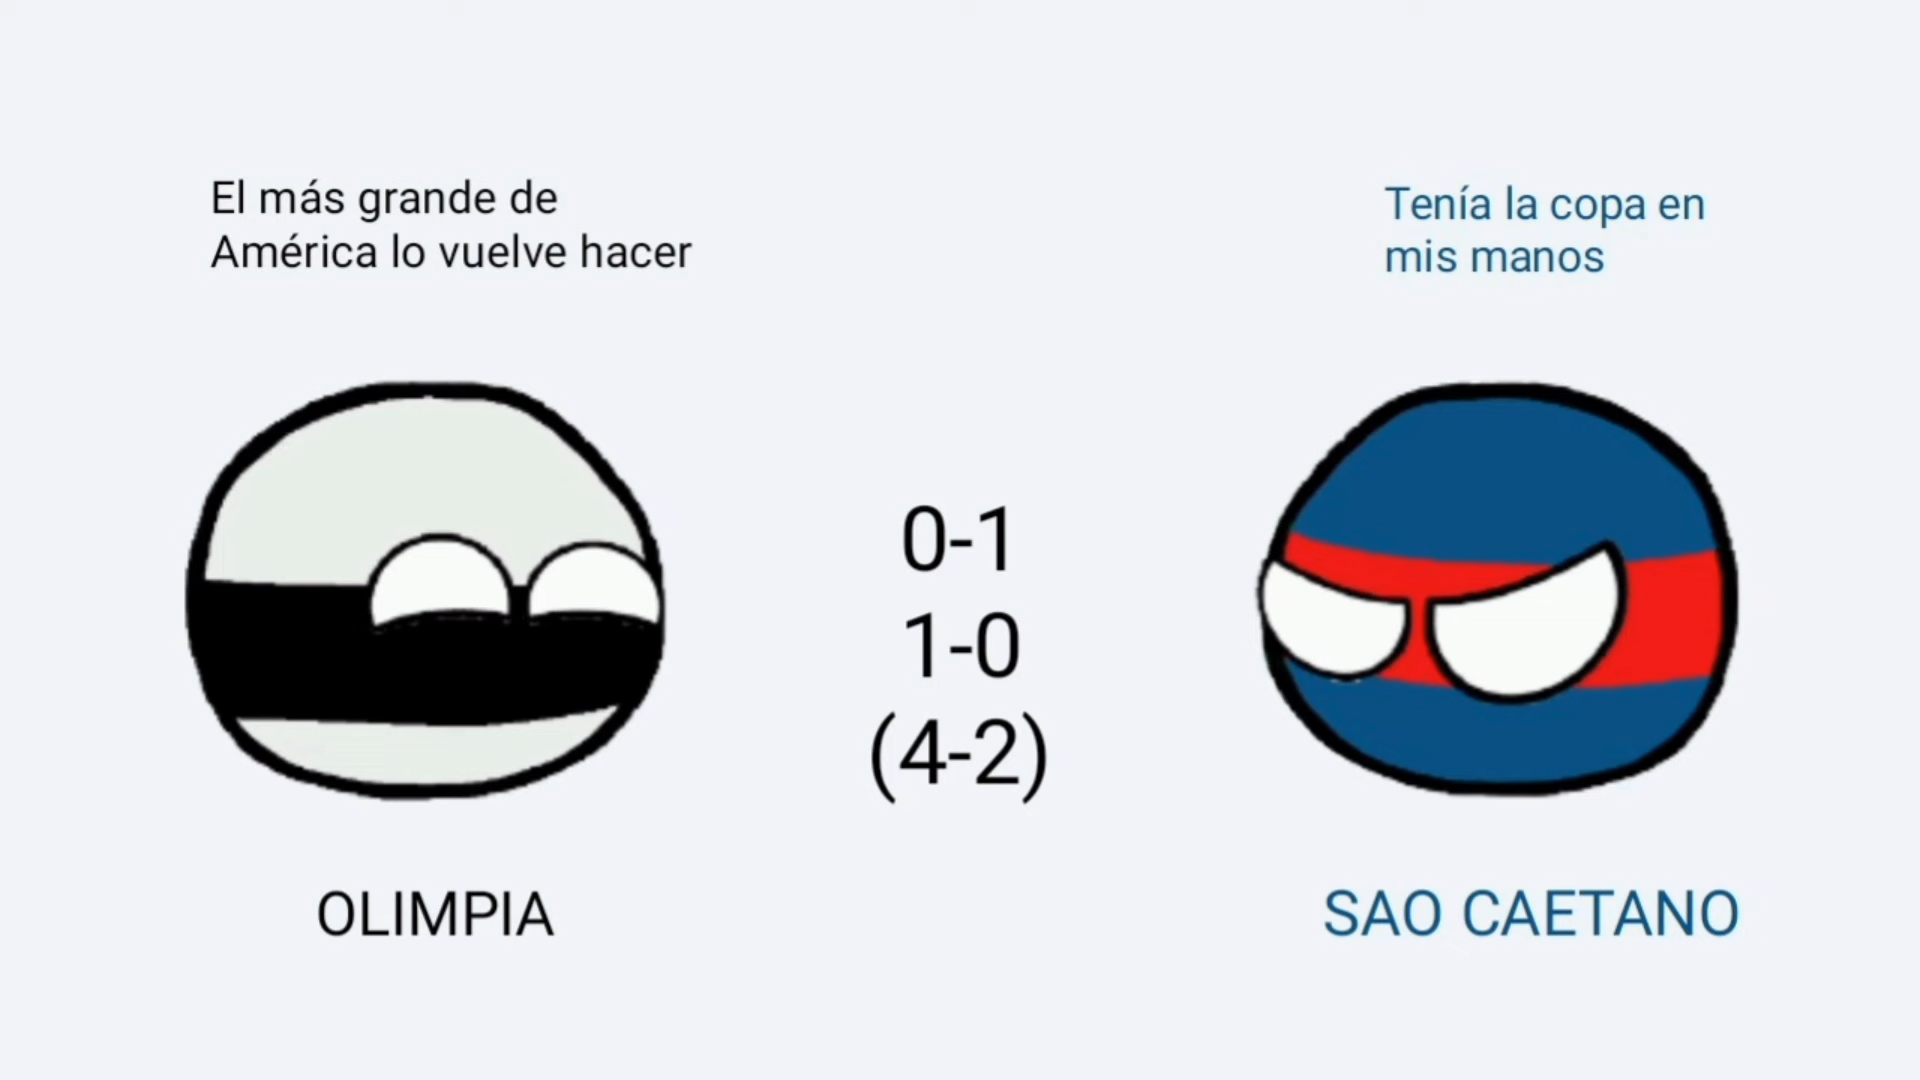 El más grande de
América lo vuelve hacer
Tenía la copa en
mis manos
0-1
1-0
(4-2)
OLIMPIA
SAO CAETANO